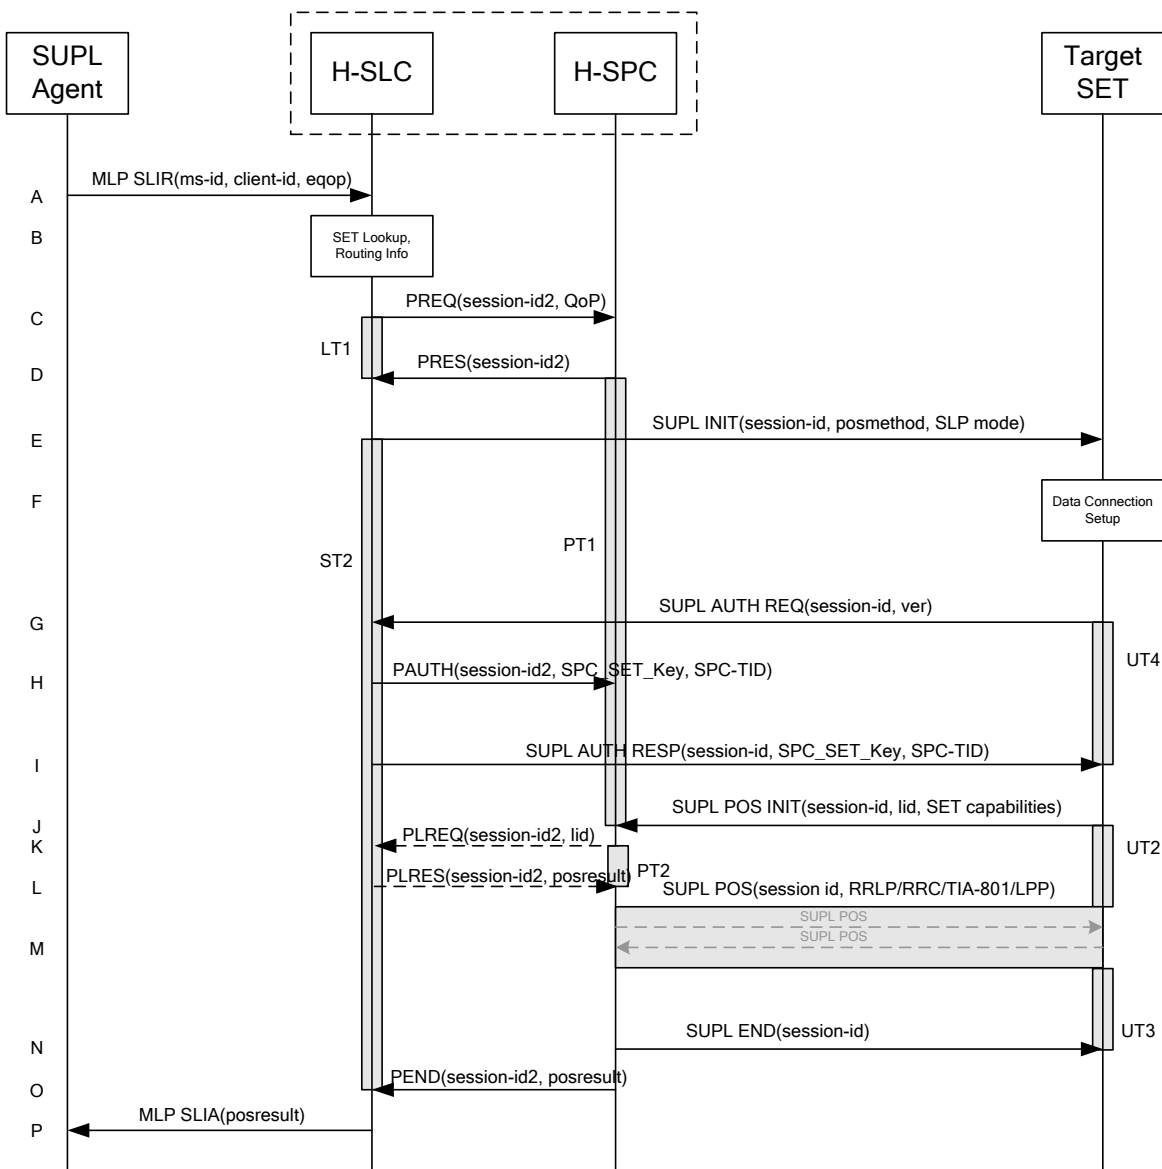 SUPL
Agent
H-SLC
H-SPC
Target
SET
A
MLP SLIR(ms-id, client-id, eqop)
B
SET Lookup,
Routing Info
C
PREQ(session-id2, QoP)
LT1
D
PRES(session-id2)
E
SUPL INIT(session-id, posmethod, SLP mode)
F
Data Connection
Setup
ST2
PT1
G
SUPL AUTH REQ(session-id, ver)
UT4
H
PAUTH(session-id2, SPC_SET_Key, SPC-TID)
I
SUPL AUTH RESP(session-id, SPC_SET_Key, SPC-TID)
J
SUPL POS INIT(session-id, lid, SET capabilities)
K
PLREQ(session-id2, lid)
UT2
L
PLRES(session-id2, posresult)
PT2
SUPL POS(session id, RRLP/RRC/TIA-801/LPP)
SUPL POS
SUPL POS
M
N
SUPL END(session-id)
UT3
O
PEND(session-id2, posresult)
P
MLP SLIA(posresult)